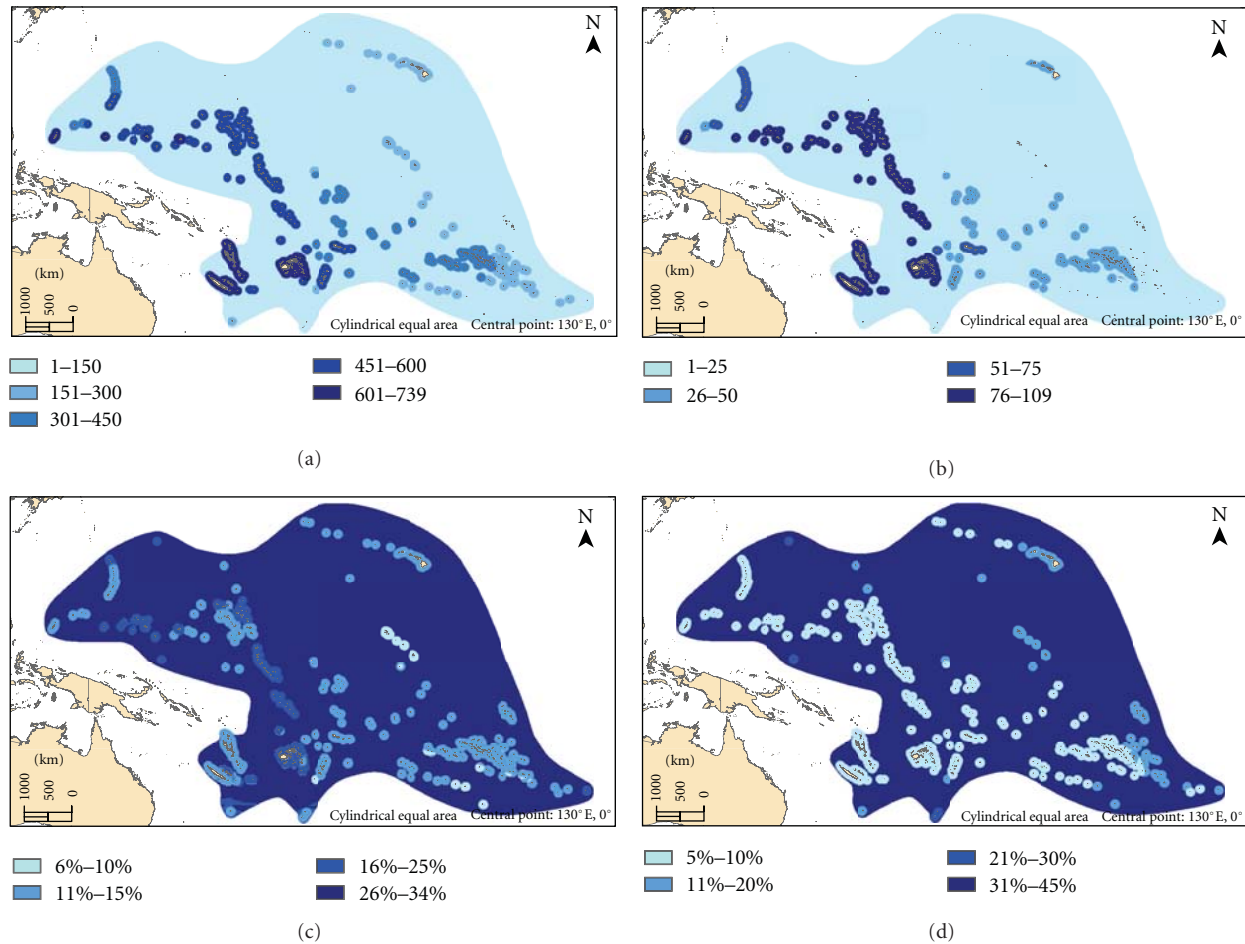 N
(km)
1000
500
0
Cylindrical equal area Central point: 130°E, 0°
1–150
151–300
301–450
451–600
601–739
(a)
N
(km)
1000
500
0
Cylindrical equal area Central point: 130°E, 0°
1–25
26–50
51–75
76–109
(b)
N
(km)
1000
500
0
Cylindrical equal area Central point: 130°E, 0°
6%–10%
11%–15%
16%–25%
26%–34%
(c)
N
(km)
1000
500
0
Cylindrical equal area Central point: 130°E, 0°
5%–10%
11%–20%
21%–30%
31%–45%
(d)